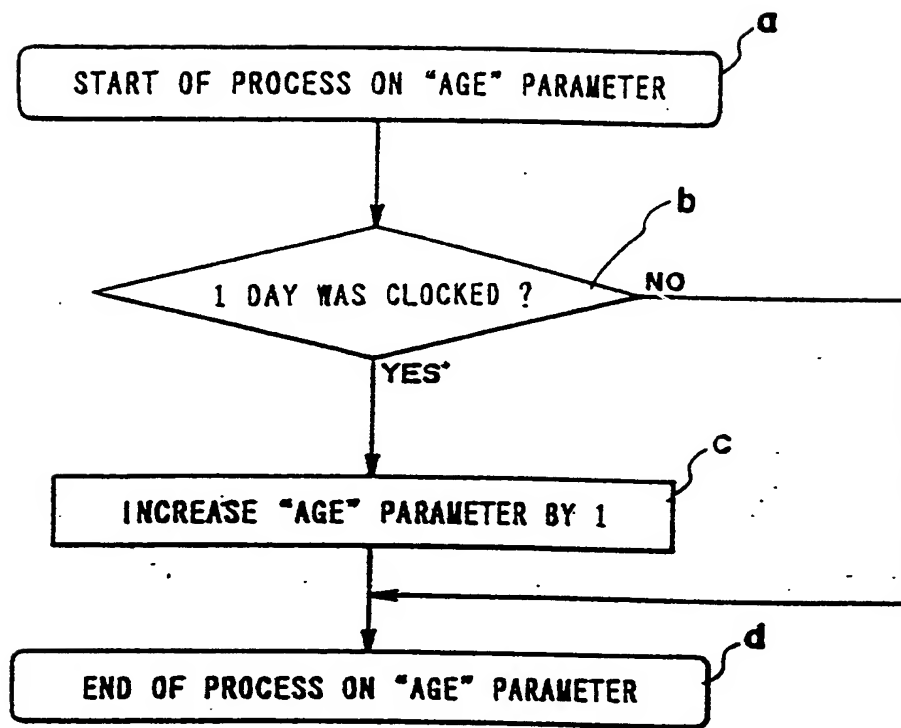 a
START OF PROCESS ON "AGE" PARAMETER
b
1 DAY WAS CLOCKED ?
NO
YES
c
INCREASE "AGE" PARAMETER BY 1
d
END OF PROCESS ON "AGE" PARAMETER